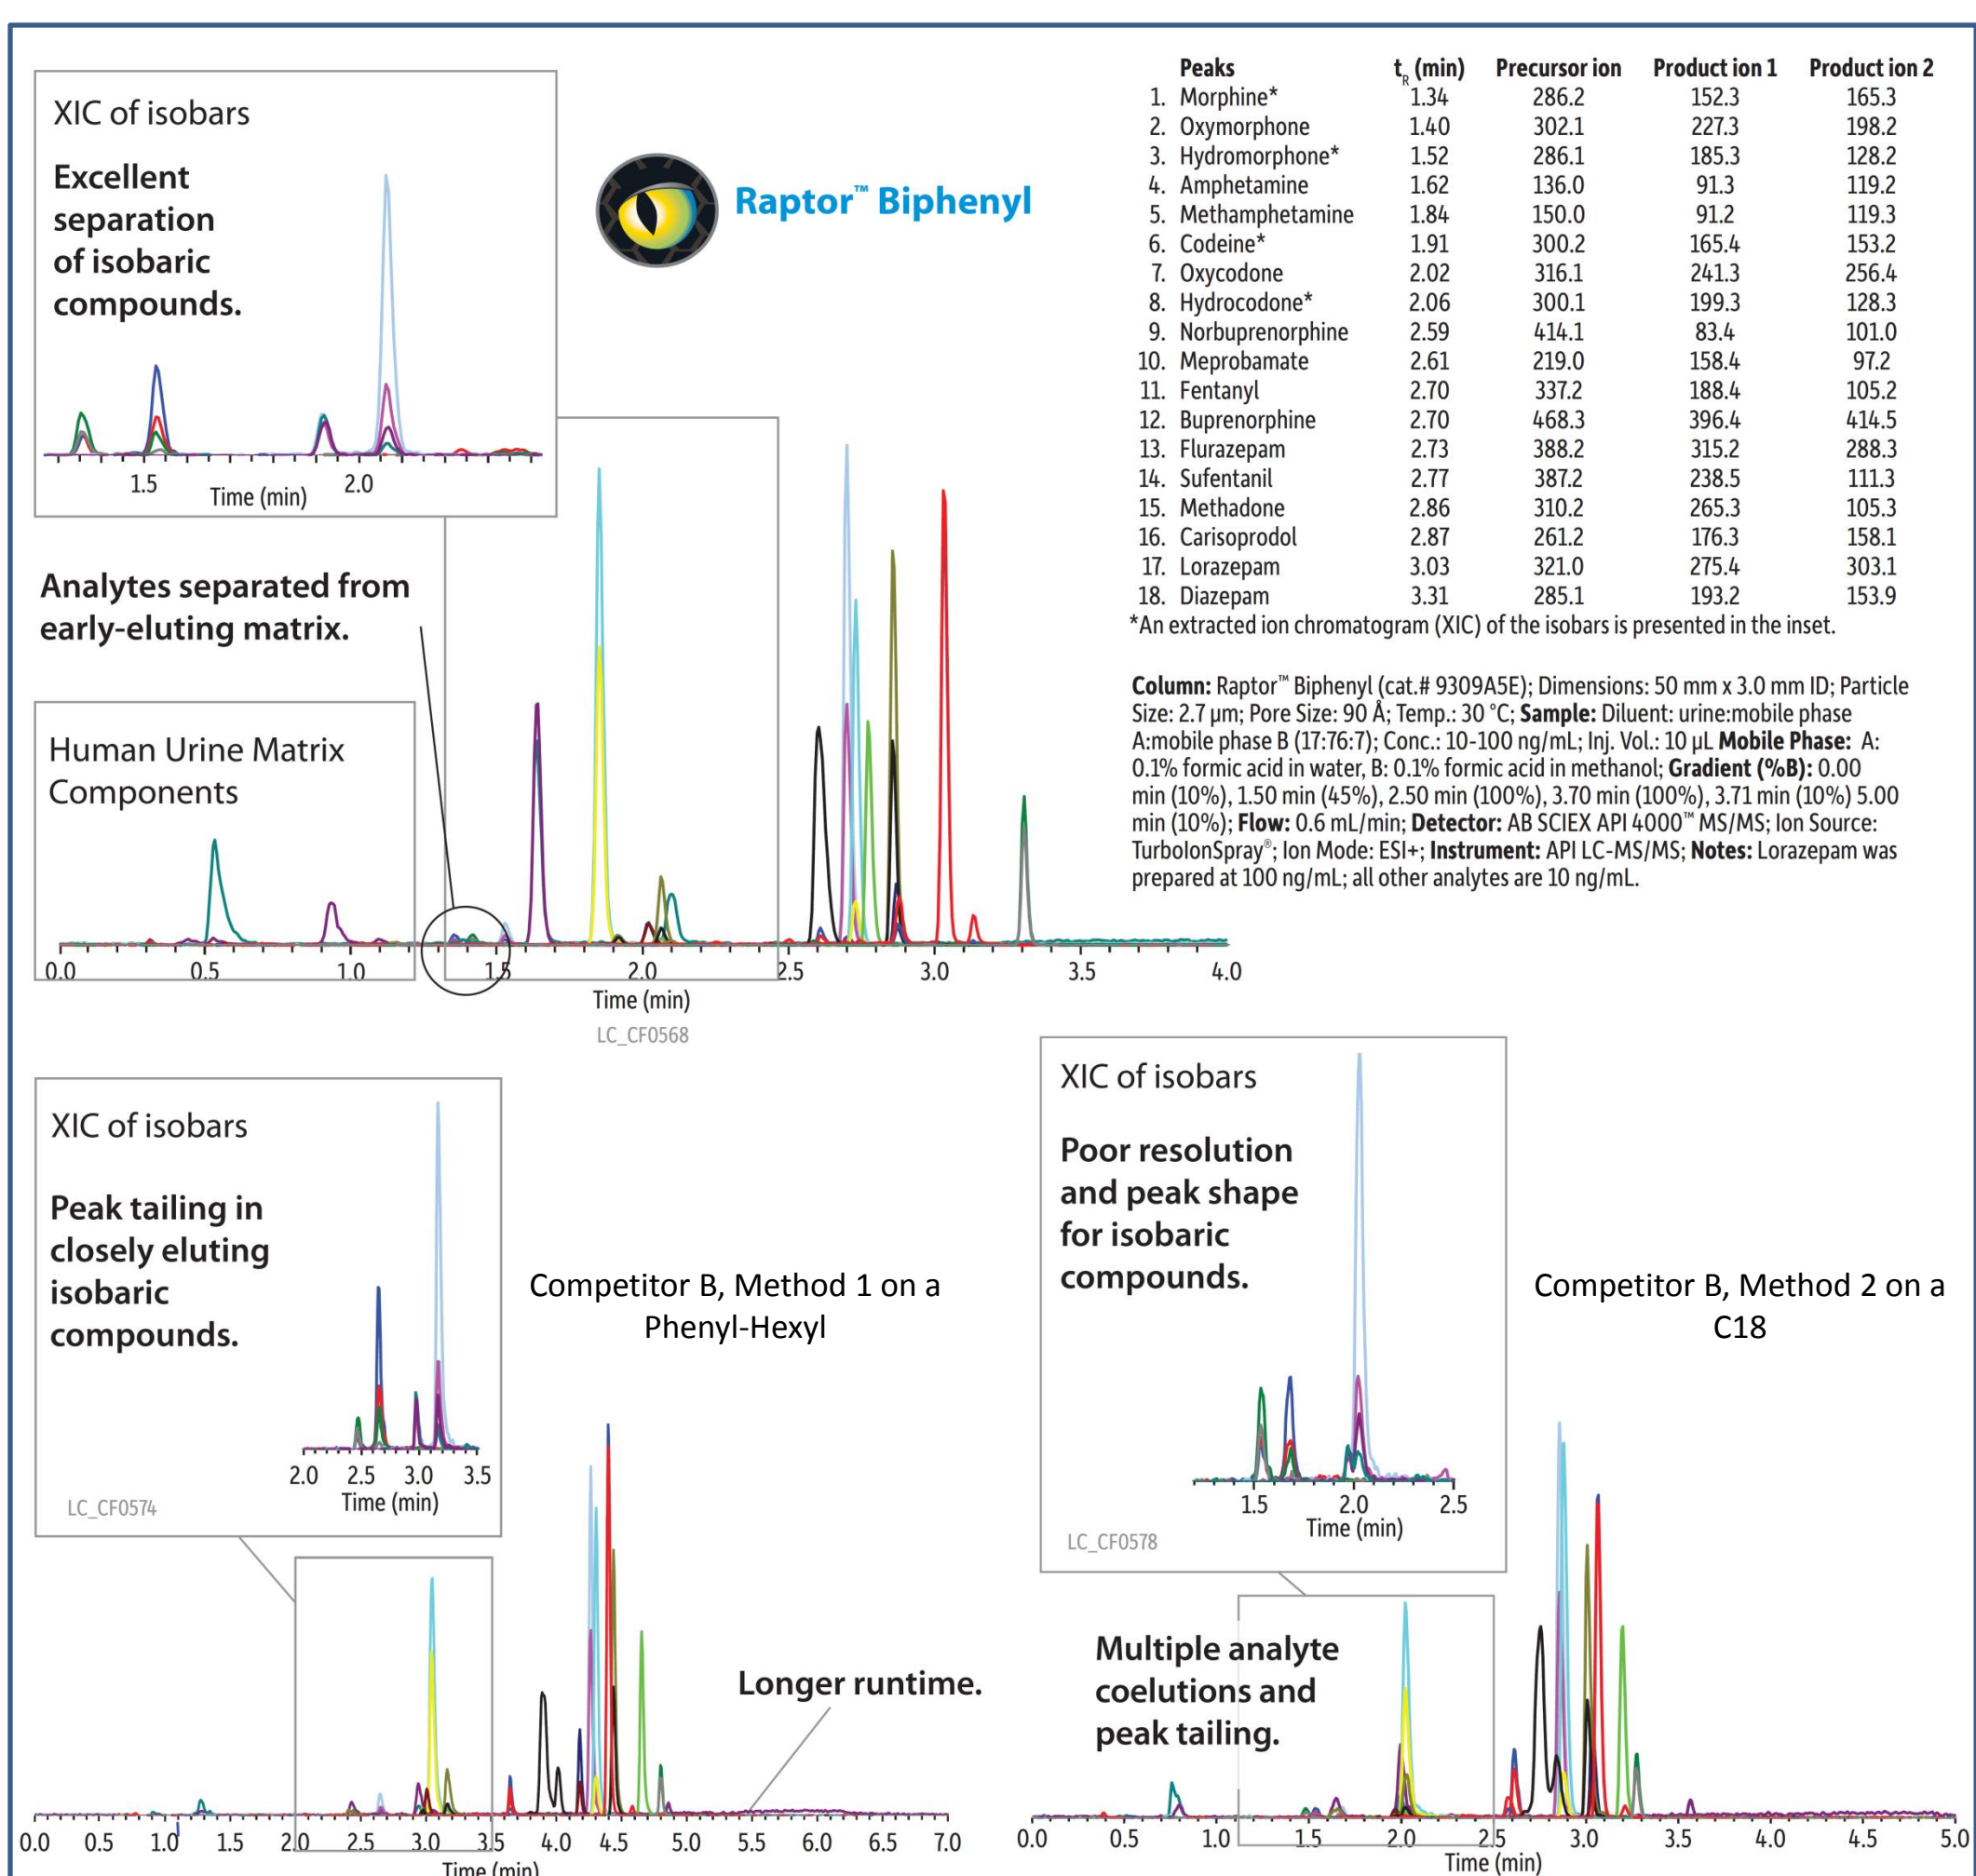 XIC of isobars
Excellent
separation
of isobaric
compounds.
1.5 2.0
Time (min)
Raptor™ Biphenyl
Peaks tR (min) Precursor ion Product ion 1 Product ion 2
1. Morphine* 1.34 286.2 152.3 165.3
2. Oxymorphone 1.40 302.1 227.3 198.2
3. Hydromorphone* 1.52 286.1 185.3 128.2
4. Amphetamine 1.62 136.0 91.3 119.2
5. Methamphetamine 1.84 150.0 91.2 119.3
6. Codeine* 1.91 300.2 165.4 153.2
7. Oxycodone 2.02 316.1 241.3 256.4
8. Hydrocodone* 2.06 300.1 199.3 128.3
9. Norbuprenorphine 2.59 414.1 83.4 101.0
10. Meprobamate 2.61 219.0 158.4 97.2
11. Fentanyl 2.70 337.2 188.4 105.2
12. Buprenorphine 2.70 468.3 396.4 414.5
13. Flurazepam 2.73 388.2 315.2 288.3
14. Sufentanil 2.77 387.2 238.5 111.3
15. Methadone 2.86 310.2 265.3 105.3
16. Carisoprodol 2.87 261.2 176.3 158.1
17. Lorazepam 3.03 321.0 275.4 303.1
18. Diazepam 3.31 285.1 193.2 153.9
*An extracted ion chromatogram (XIC) of the isobars is presented in the inset.
Column: Raptor™ Biphenyl (cat.# 9309A5E); Dimensions: 50 mm x 3.0 mm ID; Particle
Size: 2.7 µm; Pore Size: 90 Å; Temp.: 30 °C; Sample: Diluent: urine:mobile phase
A:mobile phase B (17:76:7); Conc.: 10-100 ng/mL; Inj. Vol.: 10 µL Mobile Phase: A:
0.1% formic acid in water, B: 0.1% formic acid in methanol; Gradient (%B): 0.00
min (10%), 1.50 min (45%), 2.50 min (100%), 3.70 min (100%), 3.71 min (10%) 5.00
min (10%); Flow: 0.6 mL/min; Detector: AB SCIEX API 4000™ MS/MS; Ion Source:
TurboIonSpray®; Ion Mode: ESI+; Instrument: API LC-MS/MS; Notes: Lorazepam was
prepared at 100 ng/mL; all other analytes are 10 ng/mL.
Analytes separated from
early-eluting matrix.
Human Urine Matrix
Components
0.0 0.5 1.0 1.5 2.0 2.5 3.0 3.5 4.0
Time (min)
LC_CF0568
XIC of isobars
Peak tailing in
closely eluting
isobaric
compounds.
2.0 2.5 3.0 3.5
Time (min)
LC_CF0574
Competitor B, Method 1 on a
Phenyl-Hexyl
Longer runtime.
0.0 0.5 1.0 1.5 2.0 2.5 3.0 3.5 4.0 4.5 5.0 5.5 6.0 6.5 7.0
Time (min)
XIC of isobars
Poor resolution
and peak shape
for isobaric
compounds.
1.5 2.0 2.5
Time (min)
LC_CF0578
Competitor B, Method 2 on a
C18
Multiple analyte
coelutions and
peak tailing.
0.0 0.5 1.0 1.5 2.0 2.5 3.0 3.5 4.0 4.5 5.0
Time (min)